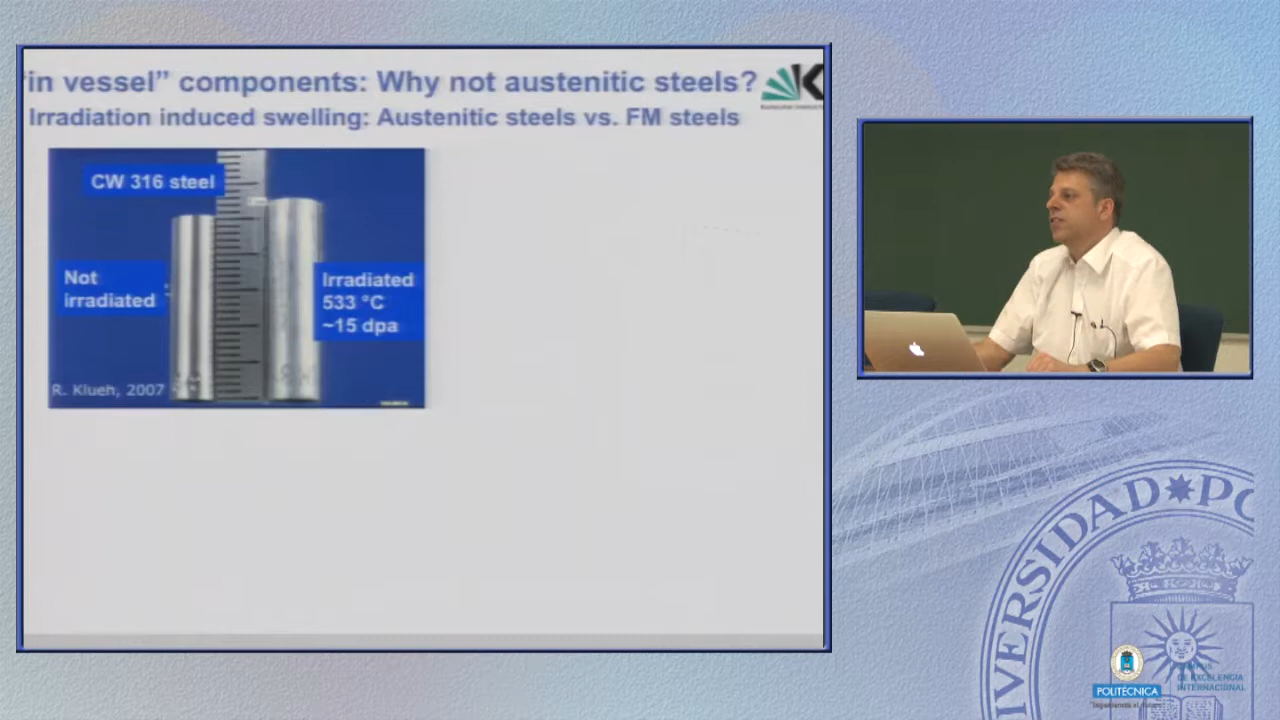 "in vessel" components: Why not austenitic steels?
Irradiation induced swelling: Austenitic steels vs. FM steels
CW 316 steel
Not
irradiated
Irradiated
533 °C
~15 dpa
R. Klueh, 2007
K
UNIVERSIDAD PO
POLITÉCNICA
CAMPUS
DE EXCELENCIA
INTERNACIONAL